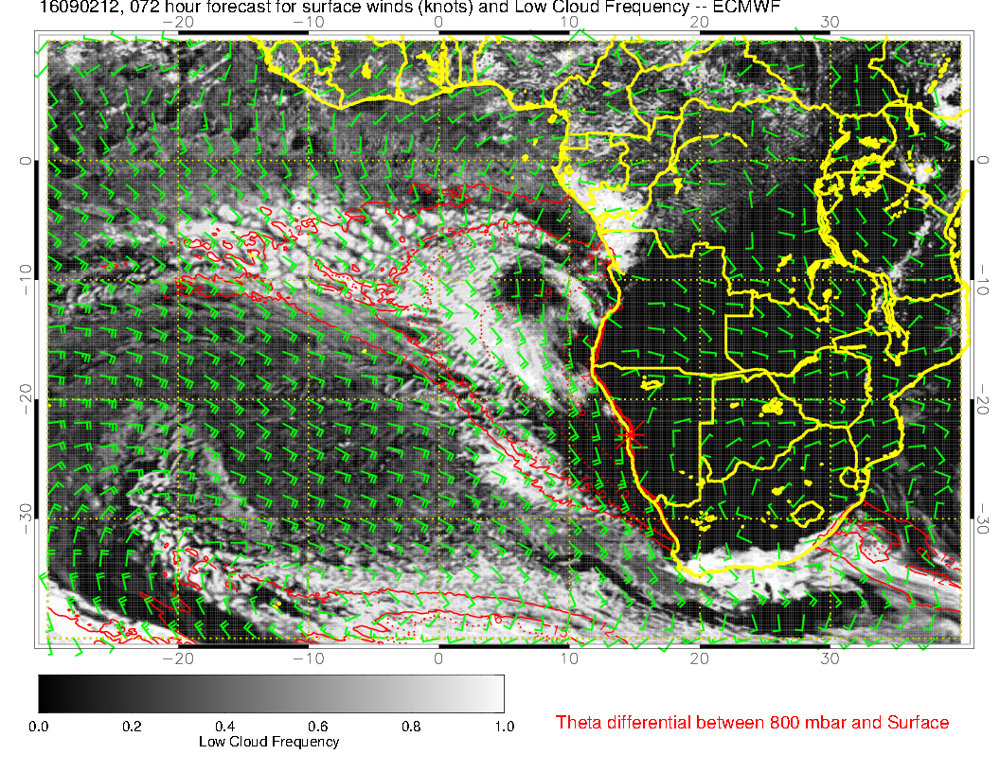 16090212, 072 hour forecast for surface winds (knots) and Low Cloud Frequency -- ECMWF
-20 -10 0 10 20 30
0 0
-10 -10
-20 -20
-30 -30
-20 -10 0 10 20 30
0.0 0.2 0.4 0.6 0.8 1.0
Low Cloud Frequency
Theta differential between 800 mbar and Surface